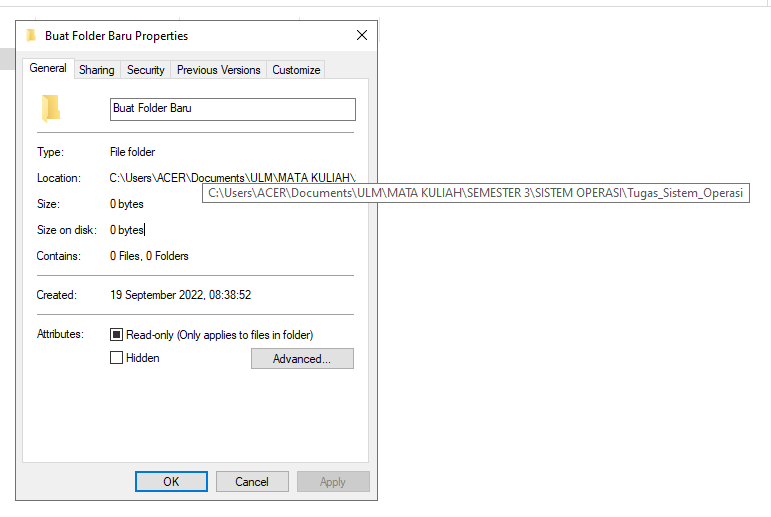 Buat Folder Baru Properties
General Sharing Security Previous Versions Customize
Buat Folder Baru
Type: File folder
Location: C:\Users\ACER\Documents\ULM\MATA KULIAH\
C:\Users\ACER\Documents\ULM\MATA KULIAH\SEMESTER 3\SISTEM OPERASI\Tugas_Sistem_Operasi
Size: 0 bytes
Size on disk: 0 bytes
Contains: 0 Files, 0 Folders
Created: 19 September 2022, 08:38:52
Attributes: Read-only (Only applies to files in folder)
Hidden Advanced...
OK Cancel Apply